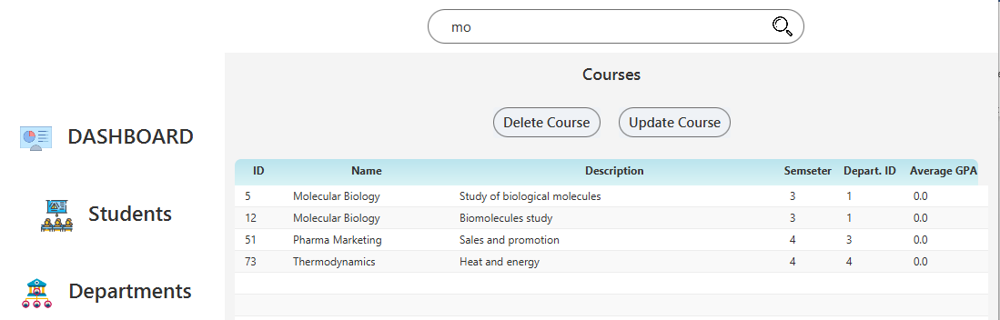 mo
Courses
Delete Course Update Course
DASHBOARD
ID Name Description Semseter Depart. ID Average GPA
5 Molecular Biology Study of biological molecules 3 1 0.0
Students
12 Molecular Biology Biomolecules study 3 1 0.0
51 Pharma Marketing Sales and promotion 4 3 0.0
73 Thermodynamics Heat and energy 4 4 0.0
Departments